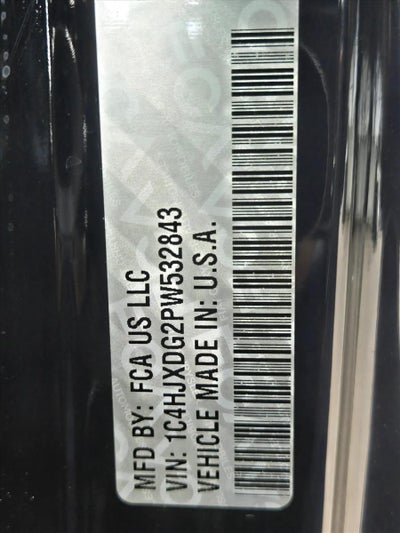 MFD BY: FCA US LLC
VIN: 1C4HJXDG2PW532843
VEHICLE MADE IN: U.S.A.